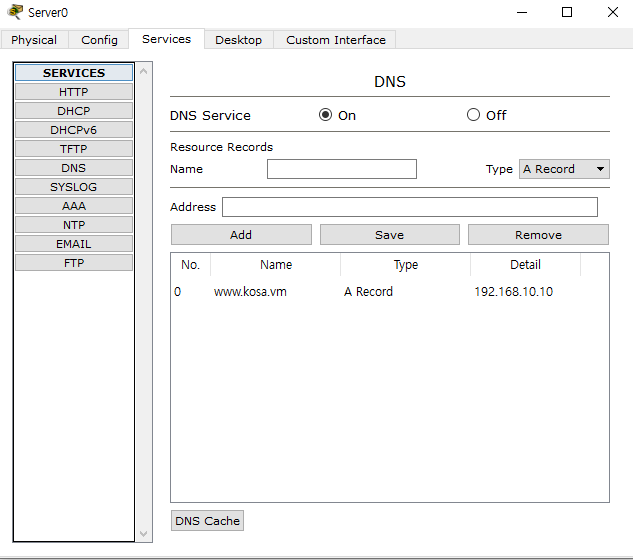 Server0
Physical Config Services Desktop Custom Interface
SERVICES
HTTP
DHCP
DHCPv6
TFTP
DNS
SYSLOG
AAA
NTP
EMAIL
FTP
DNS
DNS Service On Off
Resource Records
Name Type A Record
Address
Add Save Remove
No. Name Type Detail
0 www.kosa.vm A Record 192.168.10.10
DNS Cache